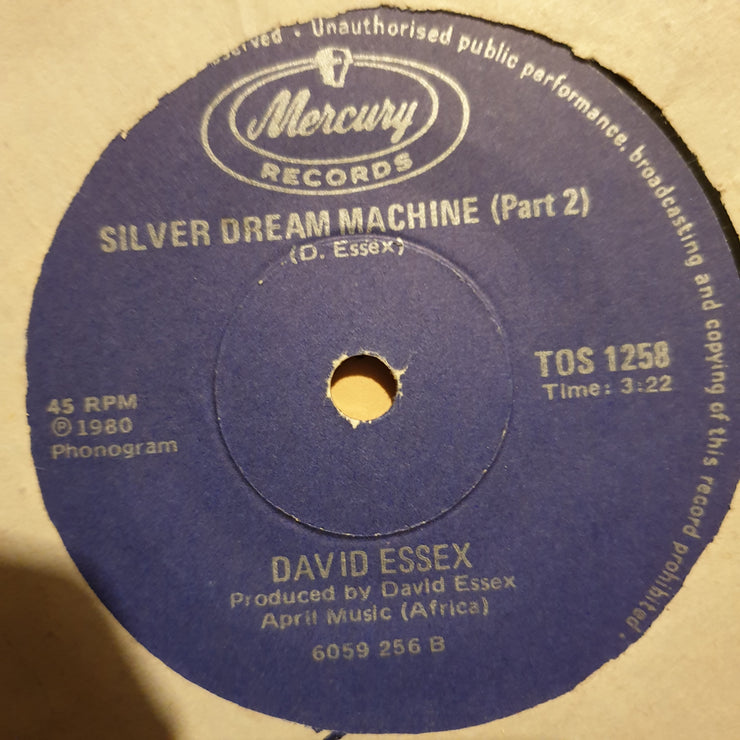 served • Unauthorised public performance, broadcasting and copying of this record prohibited •
Mercury
RECORDS
SILVER DREAM MACHINE (Part 2)
(D. Essex)
TOS 1258
Time: 3:22
45 RPM
℗ 1980
Phonogram
DAVID ESSEX
Produced by David Essex
April Music (Africa)
6059 256 B